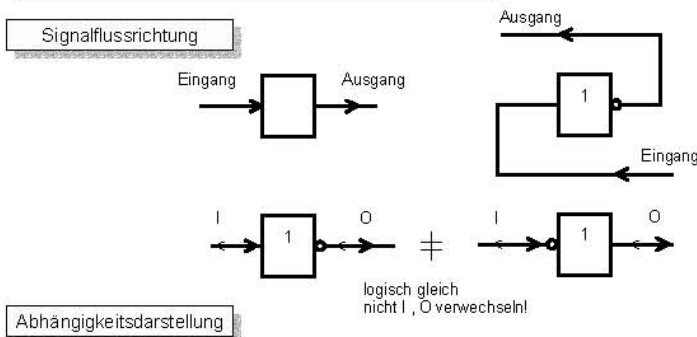 Signalflussrichtung
Ausgang
Eingang
Ausgang
1
Eingang
I
1
O
≠
I
1
O
logisch gleich
nicht I , O verwechseln!
Abhängigkeitsdarstellung